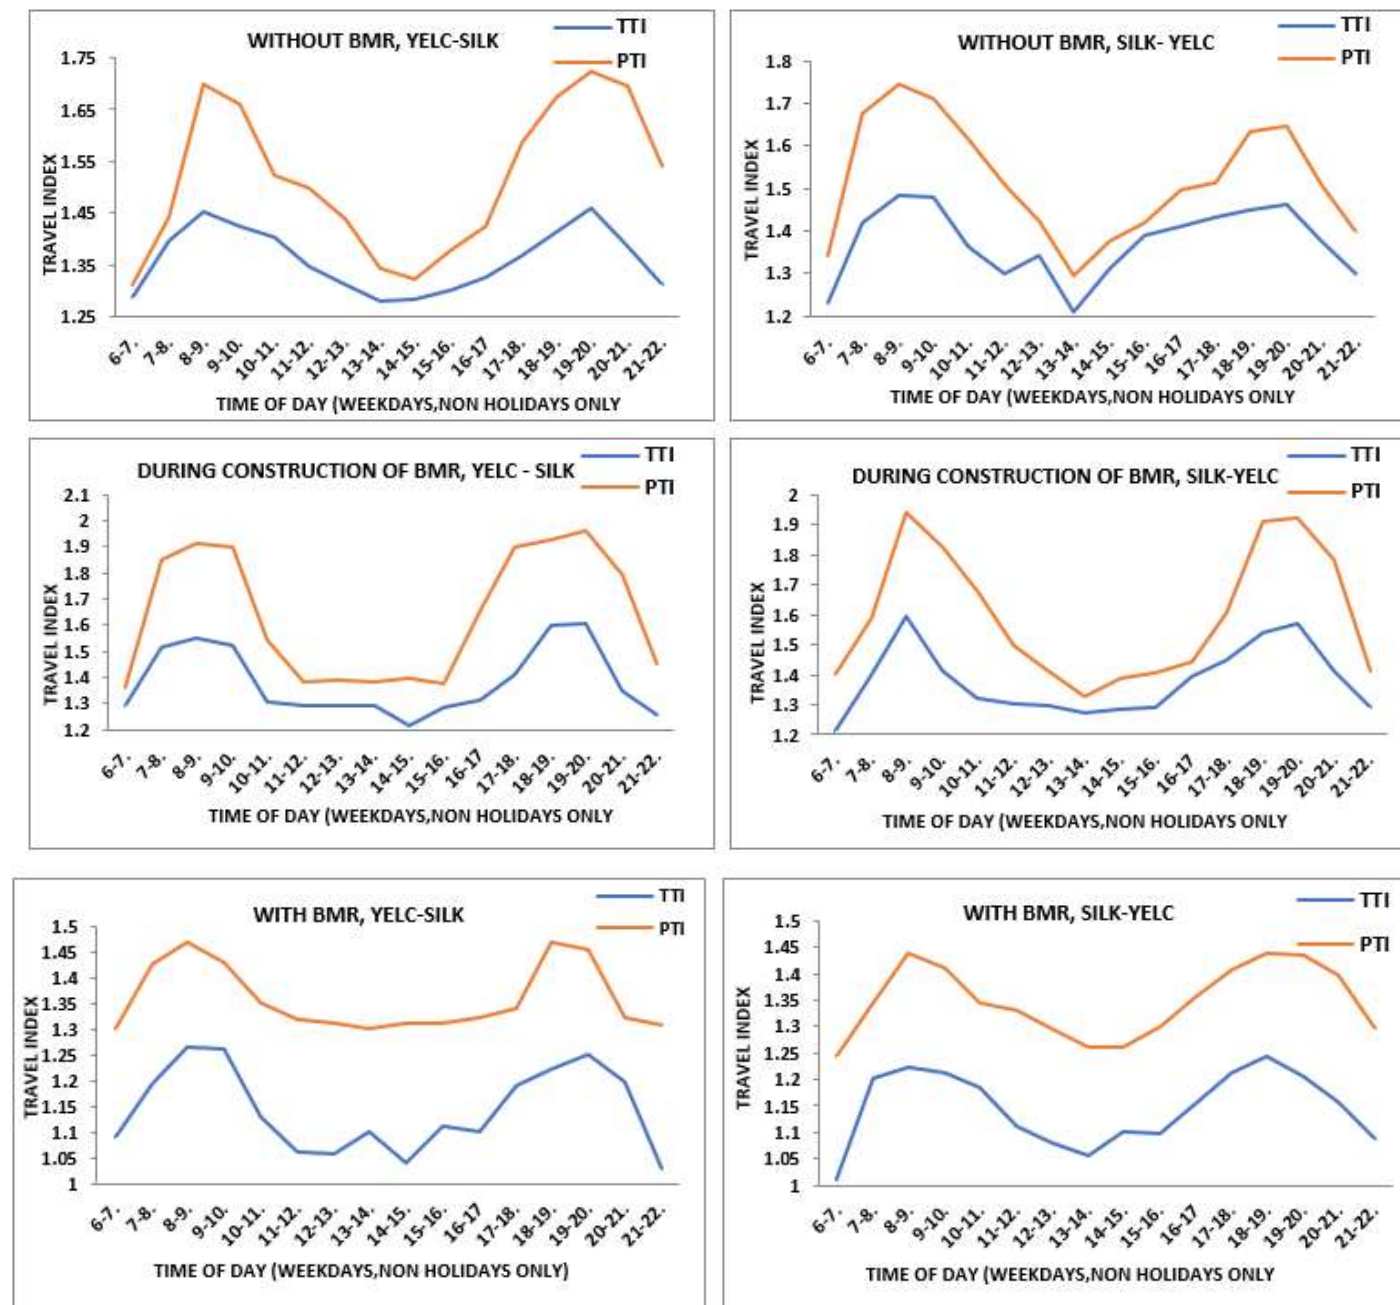 WITHOUT BMR, YELC-SILK
TTI
PTI
1.75
1.65
1.55
1.45
1.35
1.25
TRAVEL INDEX
6-7. 7-8. 8-9. 9-10. 10-11. 11-12. 12-13. 13-14. 14-15. 15-16. 16-17 17-18. 18-19. 19-20. 20-21. 21-22.
TIME OF DAY (WEEKDAYS,NON HOLIDAYS ONLY
WITHOUT BMR, SILK- YELC
TTI
PTI
1.8
1.7
1.6
1.5
1.4
1.3
1.2
TRAVEL INDEX
6-7. 7-8. 8-9. 9-10. 10-11. 11-12. 12-13. 13-14. 14-15. 15-16. 16-17 17-18. 18-19. 19-20. 20-21. 21-22.
TIME OF DAY (WEEKDAYS,NON HOLIDAYS ONLY
DURING CONSTRUCTION OF BMR, YELC - SILK
TTI
PTI
2.1
2
1.9
1.8
1.7
1.6
1.5
1.4
1.3
1.2
TRAVEL INDEX
6-7. 7-8. 8-9. 9-10. 10-11. 11-12. 12-13. 13-14. 14-15. 15-16. 16-17 17-18. 18-19. 19-20. 20-21. 21-22.
TIME OF DAY (WEEKDAYS,NON HOLIDAYS ONLY
DURING CONSTRUCTION OF BMR, SILK-YELC
TTI
PTI
2
1.9
1.8
1.7
1.6
1.5
1.4
1.3
1.2
TRAVEL INDEX
6-7. 7-8. 8-9. 9-10. 10-11. 11-12. 12-13. 13-14. 14-15. 15-16. 16-17 17-18. 18-19. 19-20. 20-21. 21-22.
TIME OF DAY (WEEKDAYS,NON HOLIDAYS ONLY
WITH BMR, YELC-SILK
TTI
PTI
1.5
1.45
1.4
1.35
1.3
1.25
1.2
1.15
1.1
1.05
1
TRAVEL INDEX
6-7. 7-8. 8-9. 9-10. 10-11. 11-12. 12-13. 13-14. 14-15. 15-16. 16-17 17-18. 18-19. 19-20. 20-21. 21-22.
TIME OF DAY (WEEKDAYS,NON HOLIDAYS ONLY)
WITH BMR, SILK-YELC
TTI
PTI
1.5
1.45
1.4
1.35
1.3
1.25
1.2
1.15
1.1
1.05
1
TRAVEL INDEX
6-7. 7-8. 8-9. 9-10. 10-11. 11-12. 12-13. 13-14. 14-15. 15-16. 16-17 17-18. 18-19. 19-20. 20-21. 21-22.
TIME OF DAY (WEEKDAYS,NON HOLIDAYS ONLY